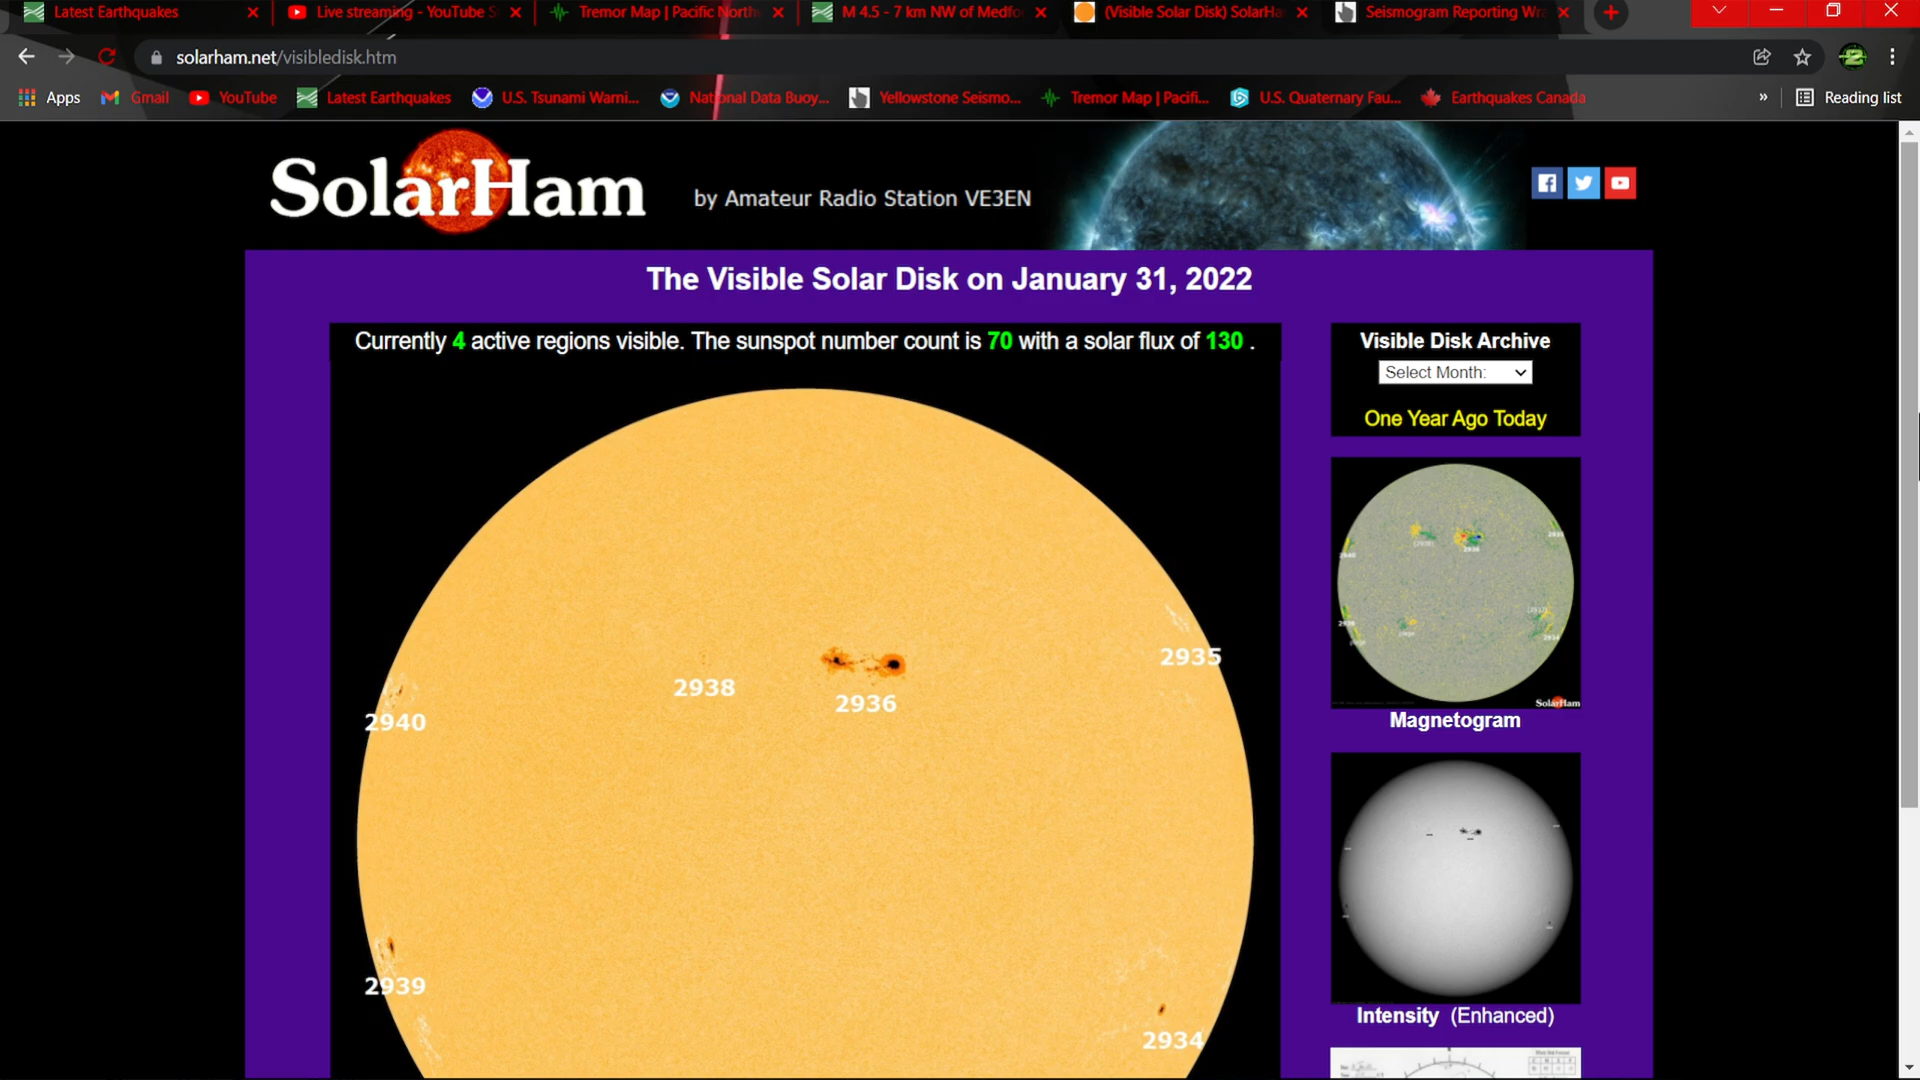 Latest Earthquakes
Live streaming - YouTube S
Tremor Map | Pacific North
M 4.5 - 7 km NW of Medfo
(Visible Solar Disk) SolarHa
Seismogram Reporting Wra
solarham.net/visibledisk.htm
Apps
Gmail
YouTube
Latest Earthquakes
U.S. Tsunami Warni...
National Data Buoy...
Yellowstone Seismo...
Tremor Map | Pacifi...
U.S. Quaternary Fau...
Earthquakes Canada
»
Reading list
SolarHam
by Amateur Radio Station VE3EN
The Visible Solar Disk on January 31, 2022
Currently 4 active regions visible. The sunspot number count is 70 with a solar flux of 130 .
Visible Disk Archive
Select Month:
One Year Ago Today
2935
2938
2936
2940
2939
2934
2940
2936
2939
2934
SolarHam
Magnetogram
Intensity (Enhanced)